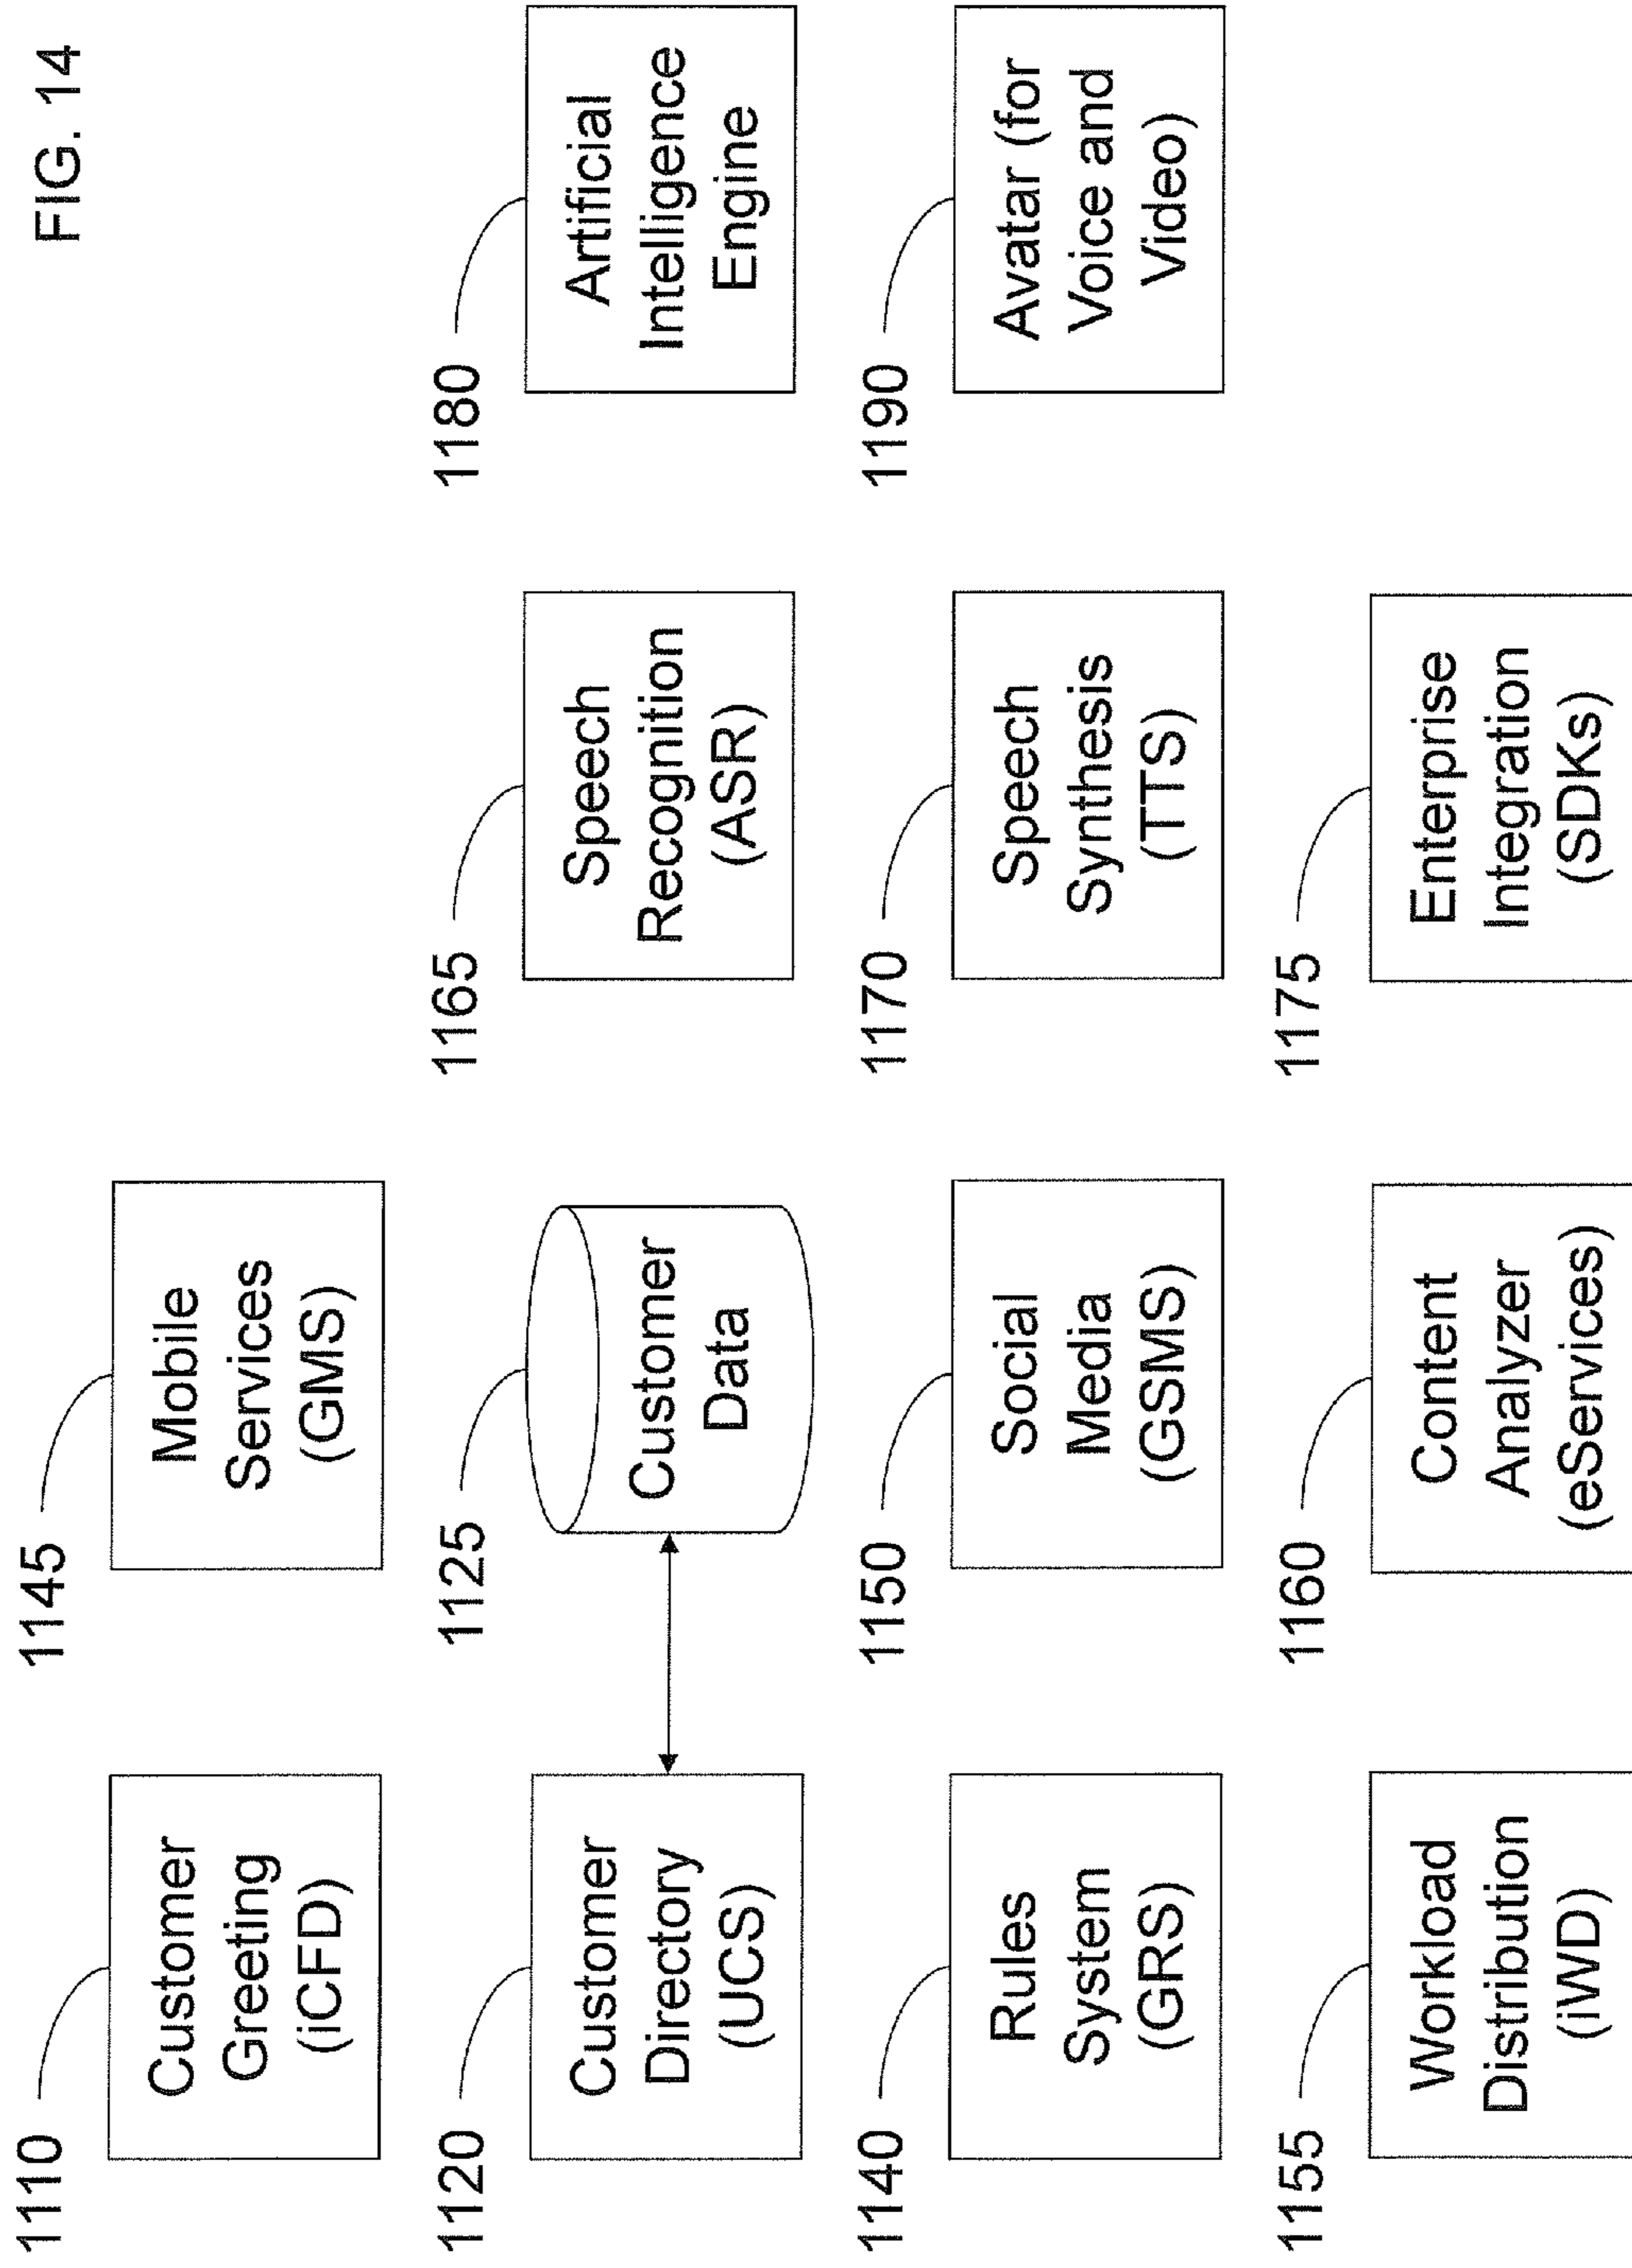 FIG. 14
1110
Customer
Greeting
(iCFD)
1145
Mobile
Services
(GMS)
1120
Customer
Directory
(UCS)
1125
Customer
Data
1165
Speech
Recognition
(ASR)
1180
Artificial
Intelligence
Engine
1140
Rules
System
(GRS)
1150
Social
Media
(GSMS)
1170
Speech
Synthesis
(TTS)
1190
Avatar (for
Voice and
Video)
1155
Workload
Distribution
(iWD)
1160
Content
Analyzer
(eServices)
1175
Enterprise
Integration
(SDKs)